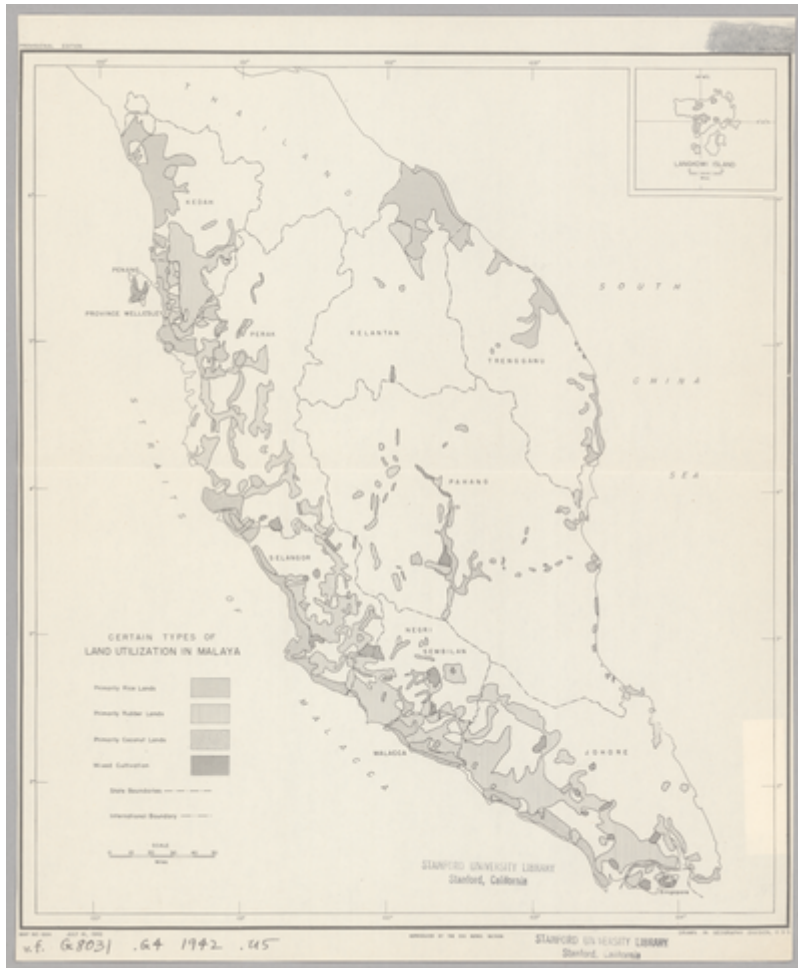 PROVISIONAL EDITION
THAILAND
LANGKAWI ISLAND
KEDAH
PENANG
PROVINCE WELLESLEY
PERAK
KELANTAN
TRENGGANU
SOUTH
CHINA
SEA
STRAITS
OF
MALACCA
PAHANG
SELANGOR
NEGRI
SEMBILAN
MALACCA
JOHORE
Singapore
CERTAIN TYPES OF
LAND UTILIZATION IN MALAYA
Primarily Rice Lands
Primarily Rubber Lands
Primarily Coconut Lands
Mixed Cultivation
State Boundaries
International Boundary
SCALE
Miles
STANFORD UNIVERSITY LIBRARY
Stanford, California
v.f. G8031 .G4 1942 .U5
STANFORD UNIVERSITY LIBRARY
Stanford, California